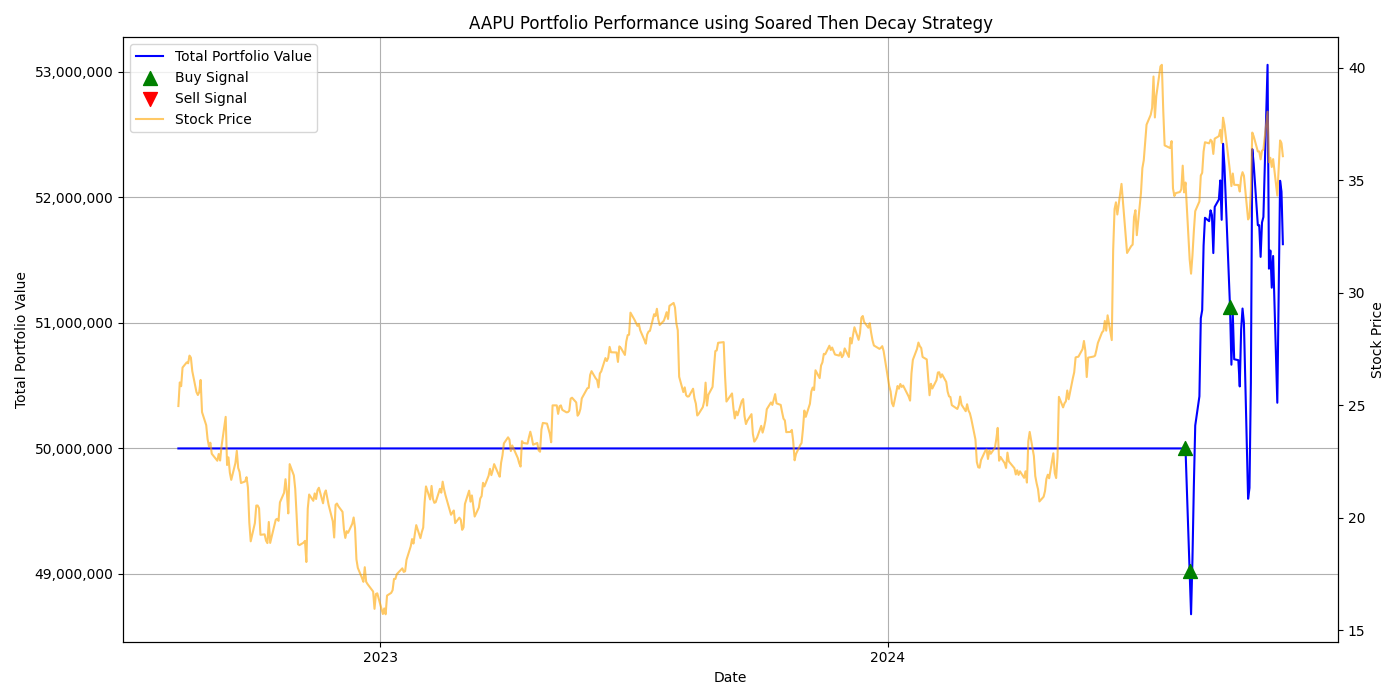 AAPU Portfolio Performance using Soared Then Decay Strategy
Total Portfolio Value
Buy Signal
Sell Signal
Stock Price
53,000,000
52,000,000
51,000,000
50,000,000
49,000,000
Total Portfolio Value
40
35
30
25
20
15
Stock Price
2023
2024
Date